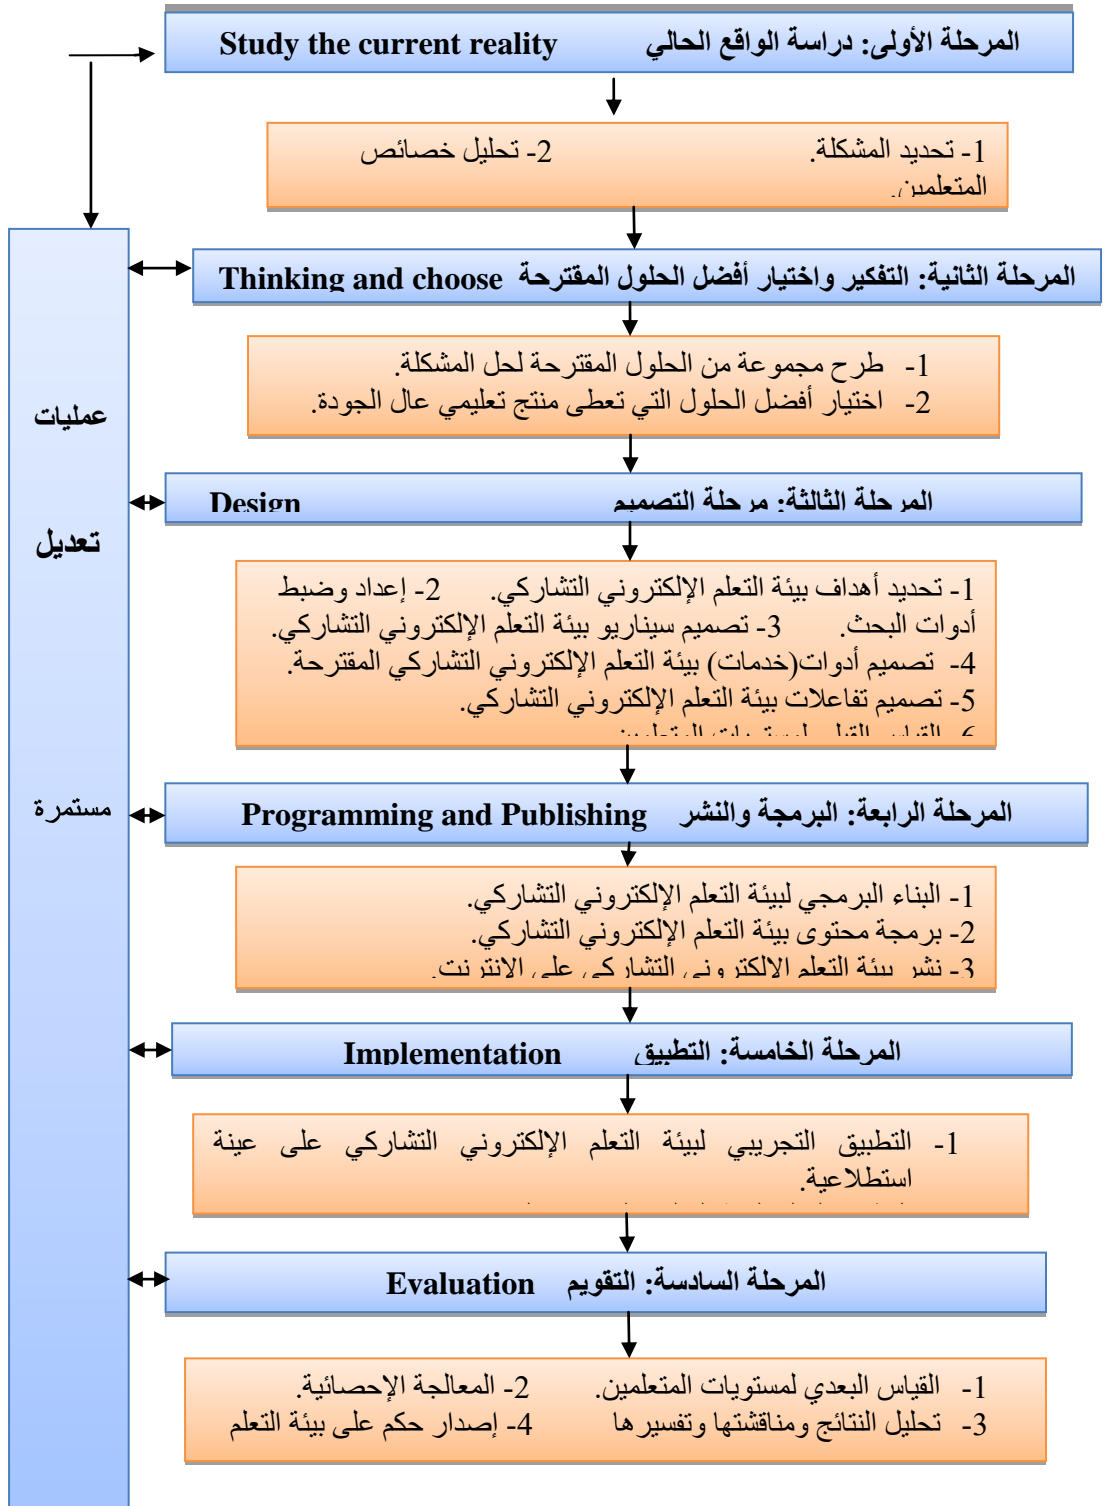 المرحلة الأولى: دراسة الواقع الحالي Study the current reality
1- تحديد المشكلة. 2- تحليل خصائص
المتعلمين.
المرحلة الثانية: التفكير واختيار أفضل الحلول المقترحة Thinking and choose
1- طرح مجموعة من الحلول المقترحة لحل المشكلة.
2- اختيار أفضل الحلول التي تعطى منتج تعليمي عال الجودة.
المرحلة الثالثة: مرحلة التصميم Design
1- تحديد أهداف بيئة التعلم الإلكتروني التشاركي. 2- إعداد وضبط
أدوات البحث. 3- تصميم سيناريو بيئة التعلم الإلكتروني التشاركي.
4- تصميم أدوات(خدمات) بيئة التعلم الإلكتروني التشاركي المقترحة.
5- تصميم تفاعلات بيئة التعلم الإلكتروني التشاركي.
6- القياس القبلي لمستويات المتعلمين
المرحلة الرابعة: البرمجة والنشر Programming and Publishing
1- البناء البرمجي لبيئة التعلم الإلكتروني التشاركي.
2- برمجة محتوى بيئة التعلم الإلكتروني التشاركي.
3- نشر بيئة التعلم الإلكتروني التشاركي على الإنترنت.
المرحلة الخامسة: التطبيق Implementation
1- التطبيق التجريبي لبيئة التعلم الإلكتروني التشاركي على عينة
استطلاعية.
المرحلة السادسة: التقويم Evaluation
1- القياس البعدي لمستويات المتعلمين. 2- المعالجة الإحصائية.
3- تحليل النتائج ومناقشتها وتفسيرها 4- إصدار حكم على بيئة التعلم
عمليات
تعديل
مستمرة